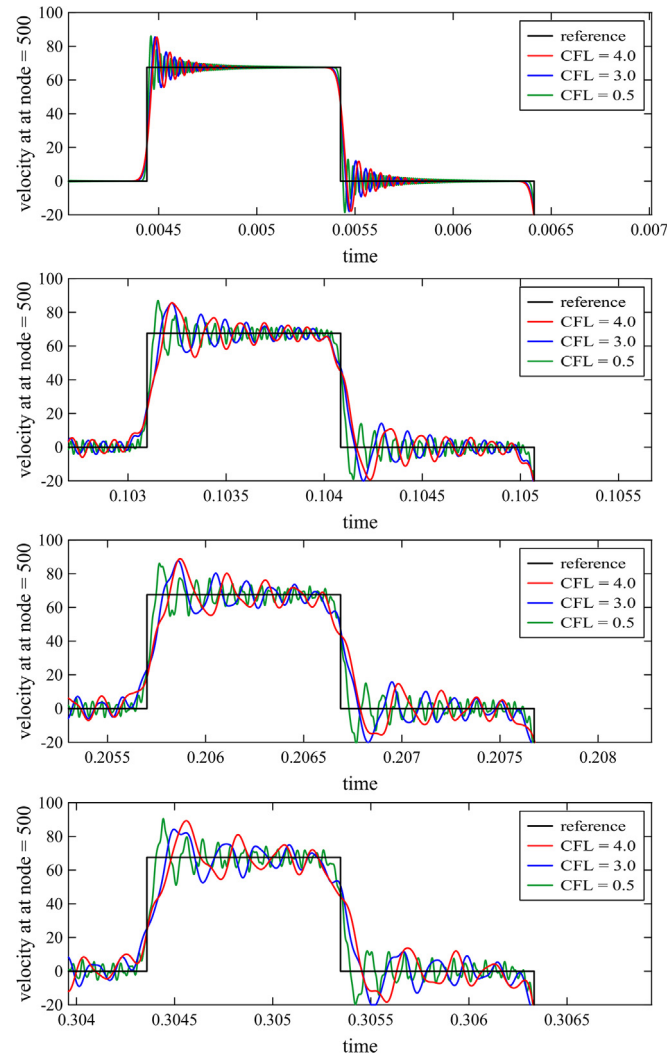 velocity at at node = 500
100
80
60
40
20
0
-20
reference
CFL = 4.0
CFL = 3.0
CFL = 0.5
0.0045 0.005 0.0055 0.006 0.0065 0.007
time
velocity at at node = 500
100
80
60
40
20
0
-20
reference
CFL = 4.0
CFL = 3.0
CFL = 0.5
0.103 0.1035 0.104 0.1045 0.105 0.1055
time
velocity at at node = 500
100
80
60
40
20
0
-20
reference
CFL = 4.0
CFL = 3.0
CFL = 0.5
0.2055 0.206 0.2065 0.207 0.2075 0.208
time
velocity at at node = 500
100
80
60
40
20
0
-20
reference
CFL = 4.0
CFL = 3.0
CFL = 0.5
0.304 0.3045 0.305 0.3055 0.306 0.3065
time